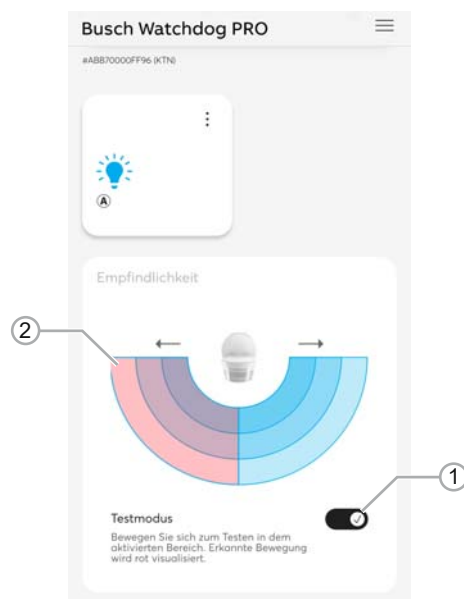 Busch Watchdog PRO
#ABB70000FF96 (KTN)
A
Empfindlichkeit
2
1
Testmodus
Bewegen Sie sich zum Testen in dem
aktivierten Bereich. Erkannte Bewegung
wird rot visualisiert.